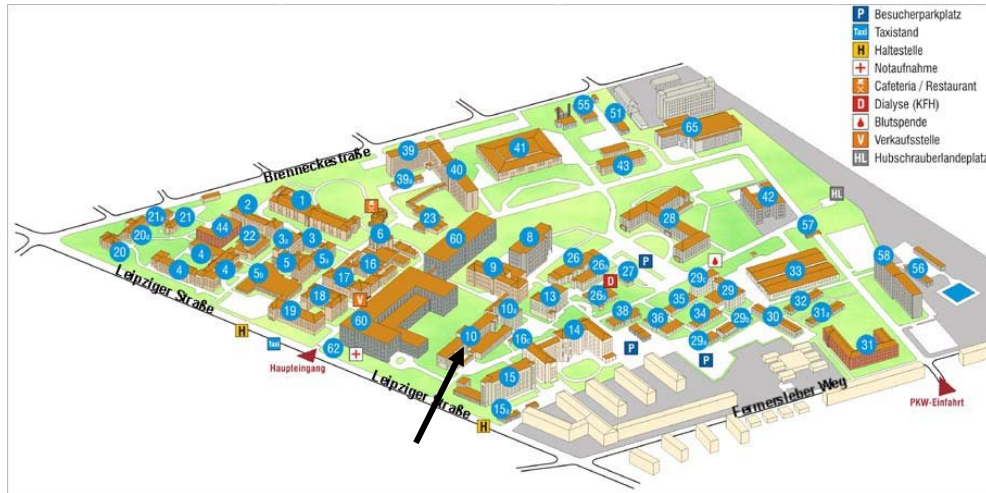 P Besucherparkplatz
Taxi Taxistand
H Haltestelle
Notaufnahme
Cafeteria / Restaurant
D Dialyse (KFH)
Blutspende
V Verkaufsstelle
HL Hubschrauberlandeplatz
55
51
65
39
41
40
43
Brenneckestraße
39a
HL
2
1
42
21a
21
23
28
57
44
6
20a
22
3a
3
60
8
20
4
5a
16
26
26a
27
P
58
4
4
5b
5
17
9
D
29c
29
33
56
Leipziger Straße
18
V
13
26b
35
32
19
60
10a
38
36
34
29b
30
31a
H
Taxi
62
10
16c
14
29a
31
Haupteingang
P
P
Leipziger Straße
15
Fermersleber Weg
PKW-Einfahrt
15a
H